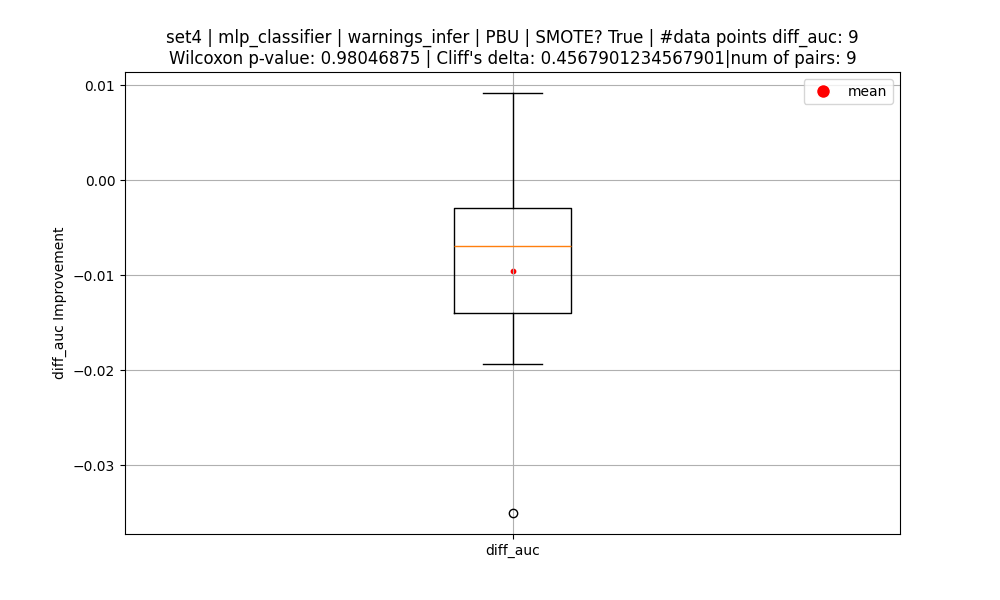 set4 | mlp_classifier | warnings_infer | PBU | SMOTE? True | #data points diff_auc: 9
Wilcoxon p-value: 0.98046875 | Cliff's delta: 0.4567901234567901|num of pairs: 9
mean
0.01
0.00
−0.01
−0.02
−0.03
diff_auc Improvement
diff_auc